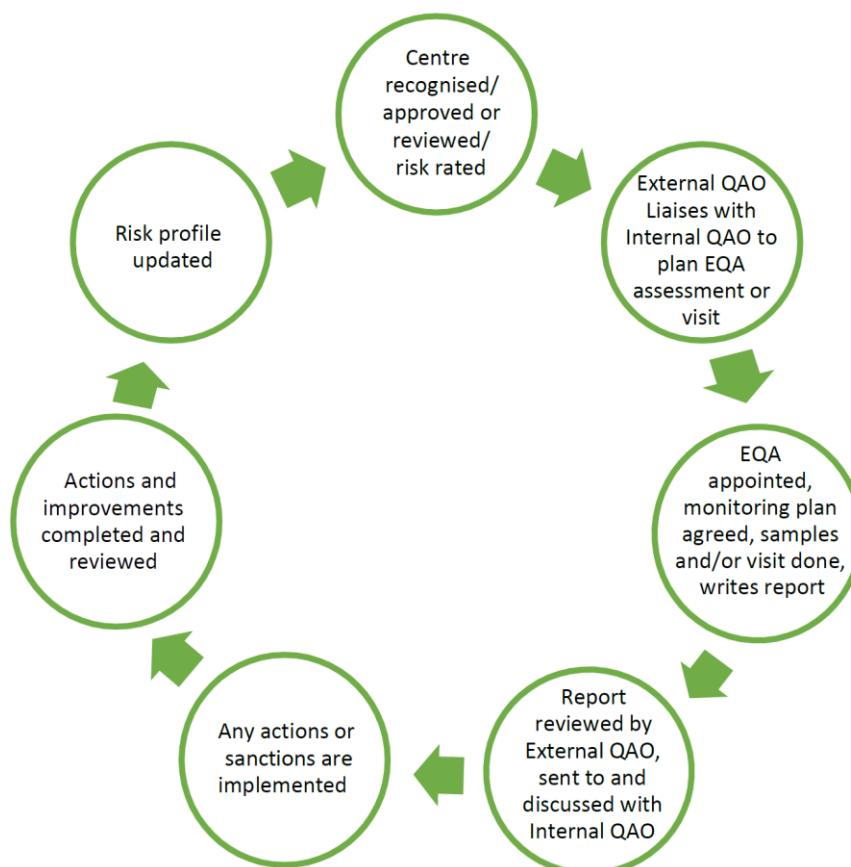 Centre
recognised/
approved or
reviewed/
risk rated
External QAO
Liaises with
Internal QAO to
plan EQA
assessment or
visit
EQA
appointed,
monitoring plan
agreed, samples
and/or visit done,
writes report
Report
reviewed by
External QAO,
sent to and
discussed with
Internal QAO
Any actions or
sanctions are
implemented
Actions and
improvements
completed and
reviewed
Risk profile
updated